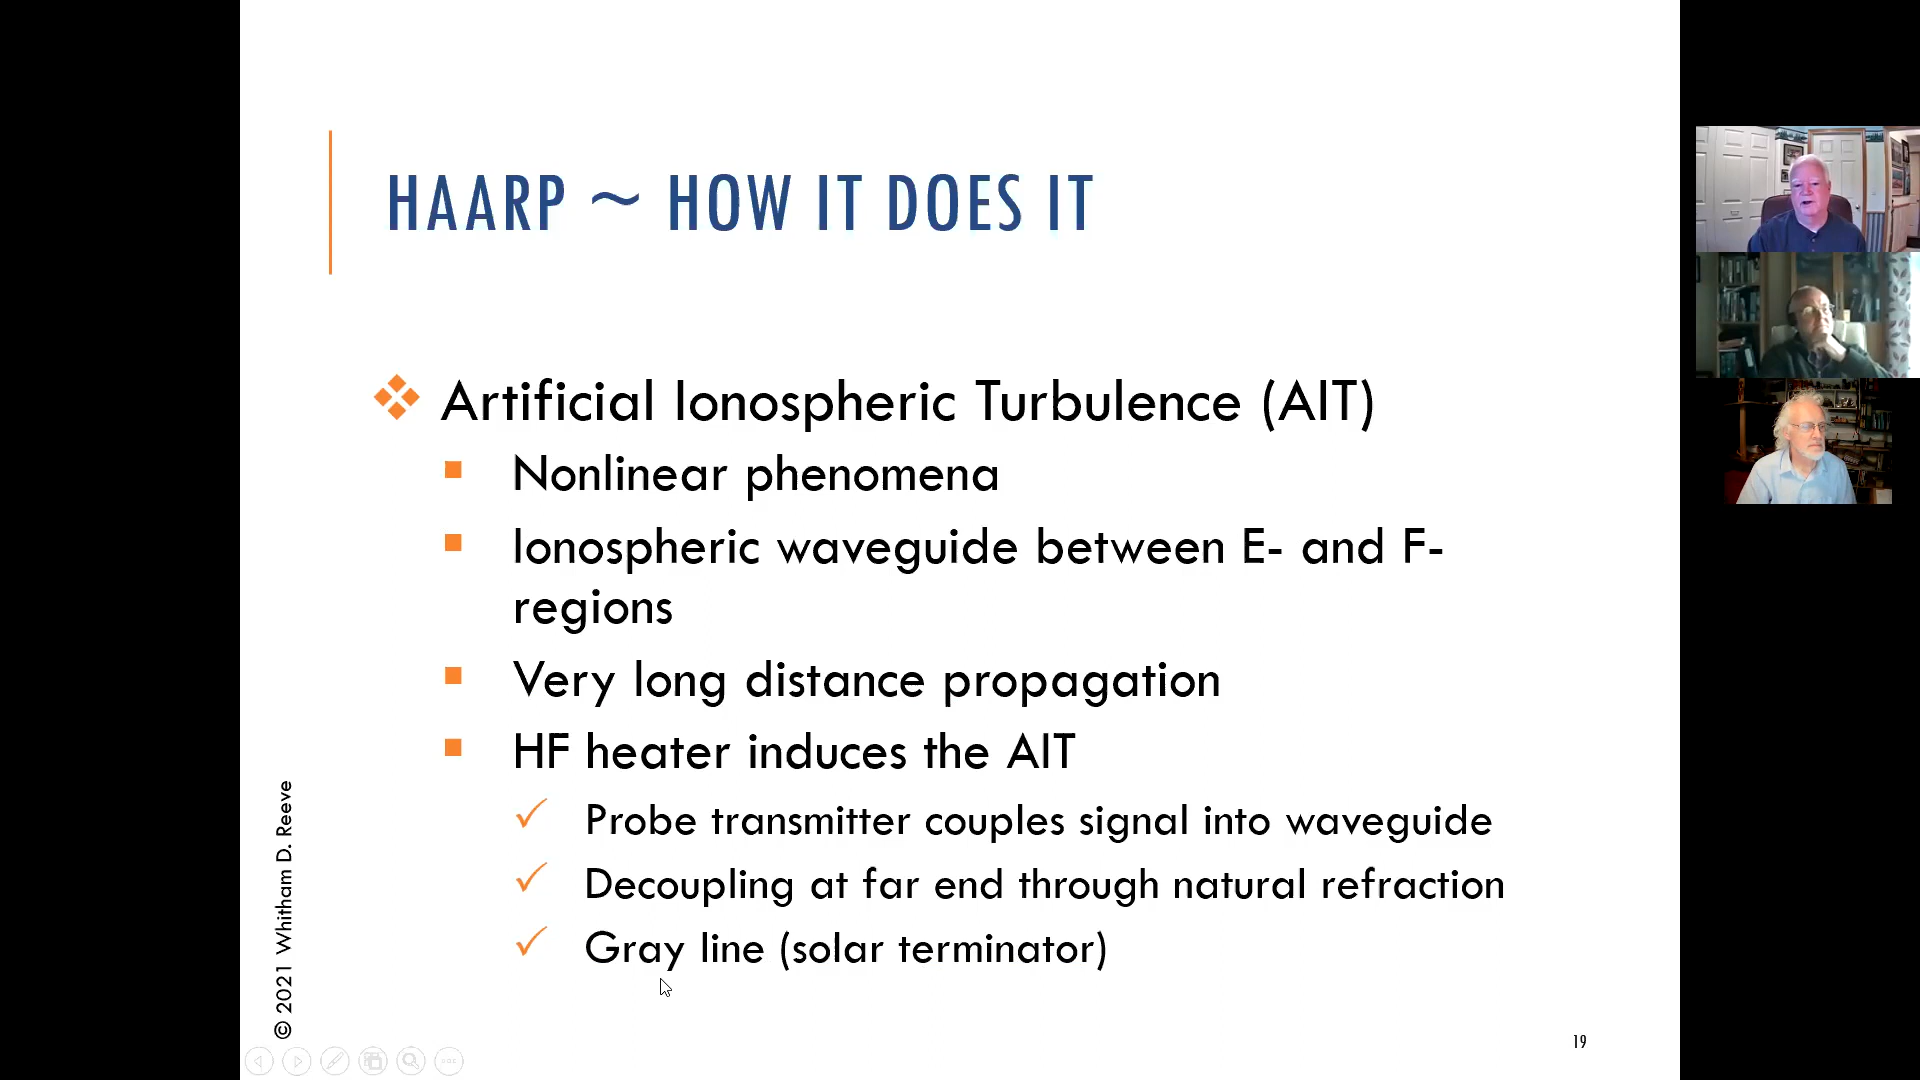 HAARP ~ HOW IT DOES IT
Artificial Ionospheric Turbulence (AIT)
Nonlinear phenomena
Ionospheric waveguide between E- and F-
regions
Very long distance propagation
HF heater induces the AIT
Probe transmitter couples signal into waveguide
Decoupling at far end through natural refraction
Gray line (solar terminator)
© 2021 Whitham D. Reeve
19